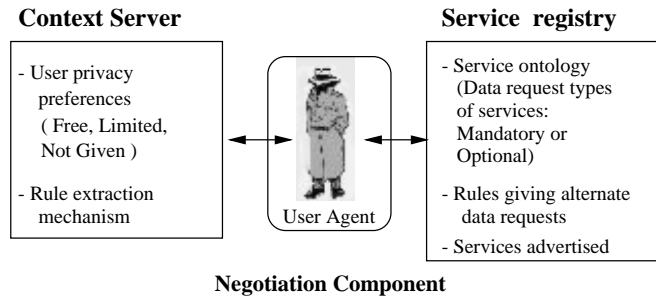 Context Server
- User privacy
preferences
( Free, Limited,
Not Given )
- Rule extraction
mechanism
User Agent
Service registry
- Service ontology
(Data request types
of services:
Mandatory or
Optional)
- Rules giving alternate
data requests
- Services advertised
Negotiation Component